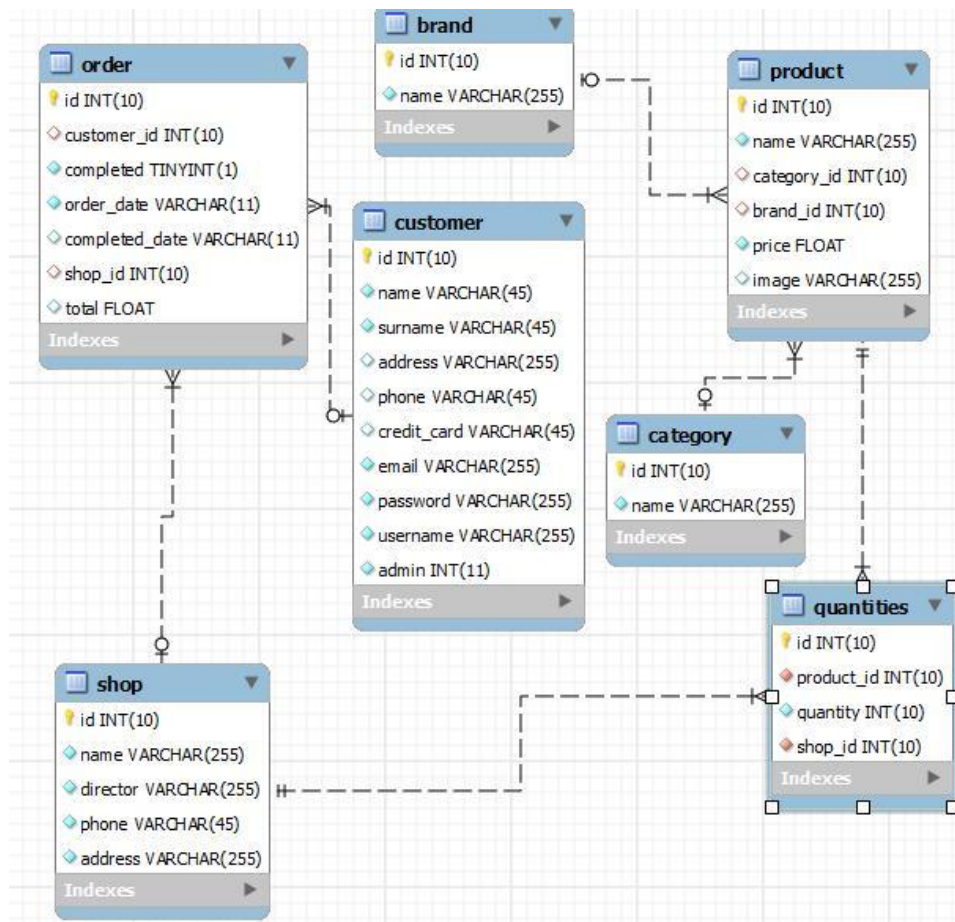 order
id INT(10)
customer_id INT(10)
completed TINYINT(1)
order_date VARCHAR(11)
completed_date VARCHAR(11)
shop_id INT(10)
total FLOAT
Indexes
brand
id INT(10)
name VARCHAR(255)
Indexes
product
id INT(10)
name VARCHAR(255)
category_id INT(10)
brand_id INT(10)
price FLOAT
image VARCHAR(255)
Indexes
customer
id INT(10)
name VARCHAR(45)
surname VARCHAR(45)
address VARCHAR(255)
phone VARCHAR(45)
credit_card VARCHAR(45)
email VARCHAR(255)
password VARCHAR(255)
username VARCHAR(255)
admin INT(11)
Indexes
category
id INT(10)
name VARCHAR(255)
Indexes
quantities
id INT(10)
product_id INT(10)
quantity INT(10)
shop_id INT(10)
Indexes
shop
id INT(10)
name VARCHAR(255)
director VARCHAR(255)
phone VARCHAR(45)
address VARCHAR(255)
Indexes